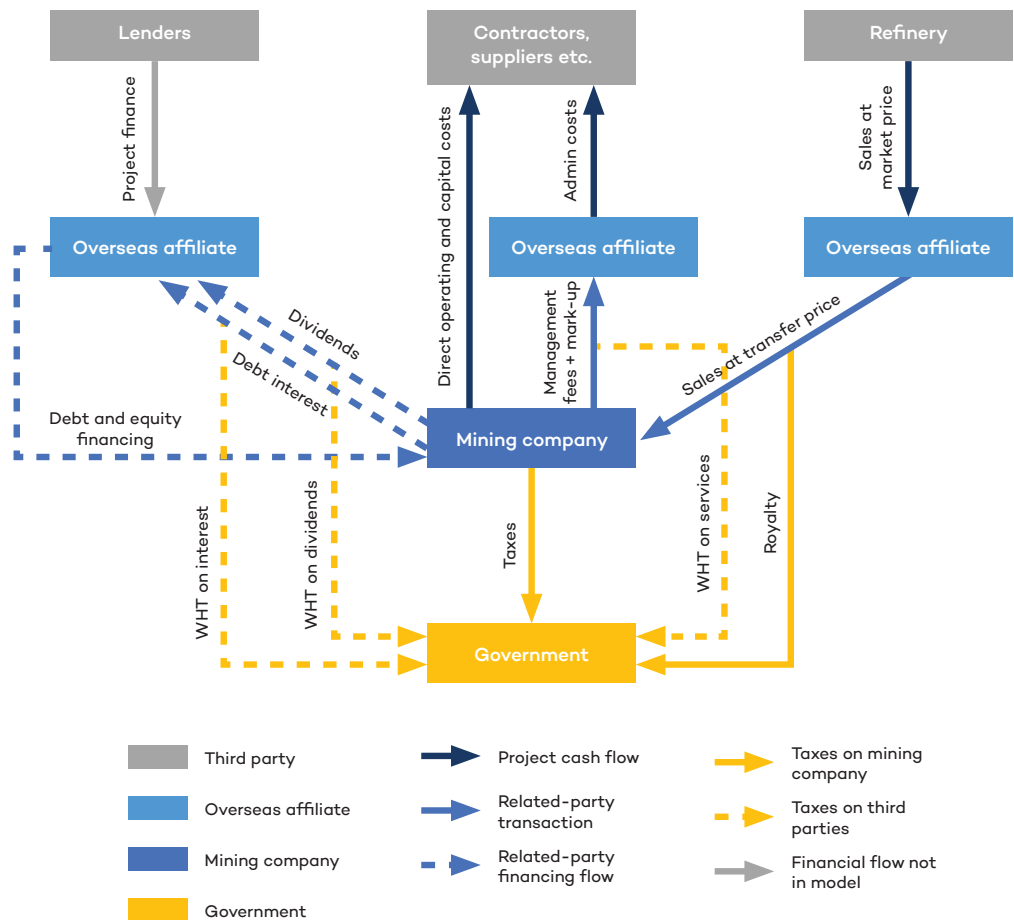 Lenders
Contractors,
suppliers etc.
Refinery
Project finance
Direct operating and capital costs
Admin costs
Sales at
market price
Overseas affiliate
Overseas affiliate
Overseas affiliate
Dividends
Debt interest
Management
fees + mark-up
Sales at transfer price
Debt and equity
financing
Mining company
WHT on interest
WHT on dividends
Taxes
WHT on services
Royalty
Government
Third party
Overseas affiliate
Mining company
Government
Project cash flow
Related-party
transaction
Related-party
financing flow
Taxes on mining
company
Taxes on third
parties
Financial flow not
in model